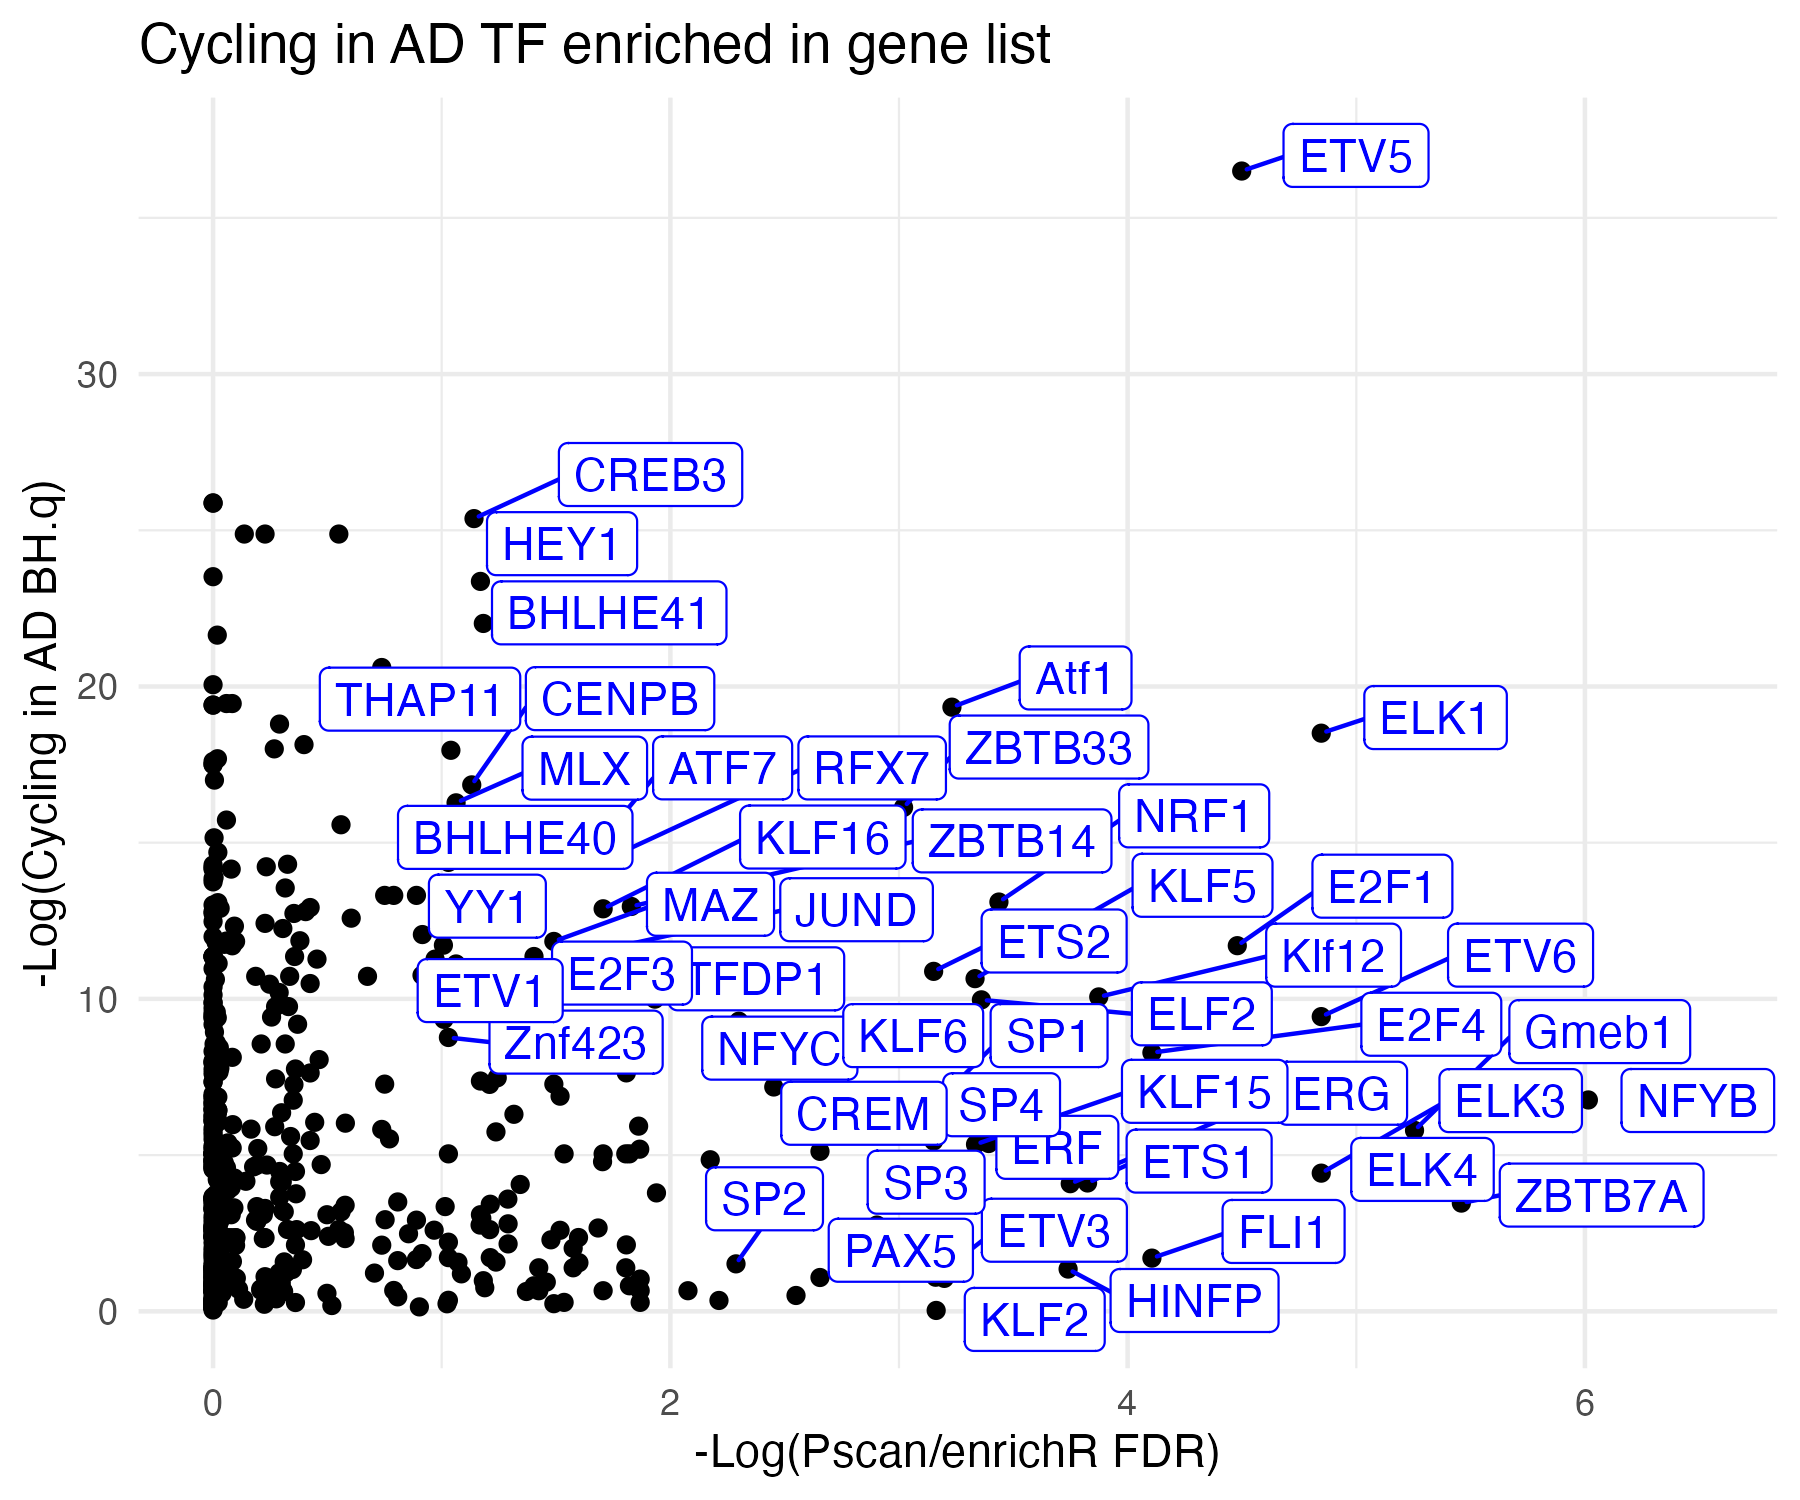 Cycling in AD TF enriched in gene list
ETV5
30
CREB3
HEY1
BHLHE41
Atf1
20
THAP11
CENPB
ELK1
ZBTB33
MLX
ATF7
RFX7
NRF1
BHLHE40
KLF16
ZBTB14
KLF5
E2F1
YY1
MAZ
JUND
ETS2
Klf12
ETV6
E2F3
TFDP1
ETV1
10
ELF2
E2F4
Gmeb1
Znf423
NFYC
KLF6
SP1
KLF15
ERG
ELK3
NFYB
CREM
SP4
ERF
ETS1
ELK4
SP3
SP2
ZBTB7A
ETV3
FLI1
PAX5
HINFP
KLF2
0
0
2
4
6
-Log(Pscan/enrichR FDR)
-Log(Cycling in AD BH.q)